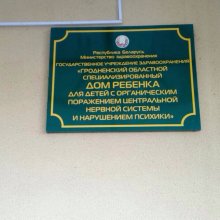 Республика Беларусь
Министерство здравоохранения
ГОСУДАРСТВЕННОЕ УЧРЕЖДЕНИЕ ЗДРАВООХРАНЕНИЯ
«ГРОДНЕНСКИЙ ОБЛАСТНОЙ
СПЕЦИАЛИЗИРОВАННЫЙ
ДОМ РЕБЕНКА
ДЛЯ ДЕТЕЙ С ОРГАНИЧЕСКИМ
ПОРАЖЕНИЕМ ЦЕНТРАЛЬНОЙ
НЕРВНОЙ СИСТЕМЫ
И НАРУШЕНИЕМ ПСИХИКИ»